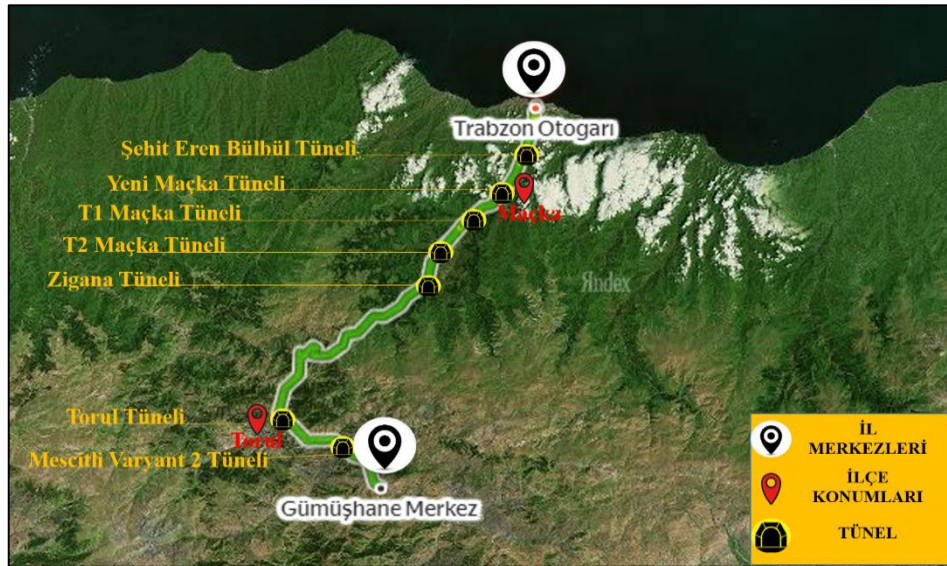 Trabzon Otogarı
Şehit Eren Bülbül Tüneli
Yeni Maçka Tüneli
Maçka
T1 Maçka Tüneli
T2 Maçka Tüneli
Zigana Tüneli
Яndex
Torul Tüneli
Torul
Mescitli Varyant 2 Tüneli
Gümüşhane Merkez
İL
MERKEZLERİ
İLÇE
KONUMLARI
TÜNEL